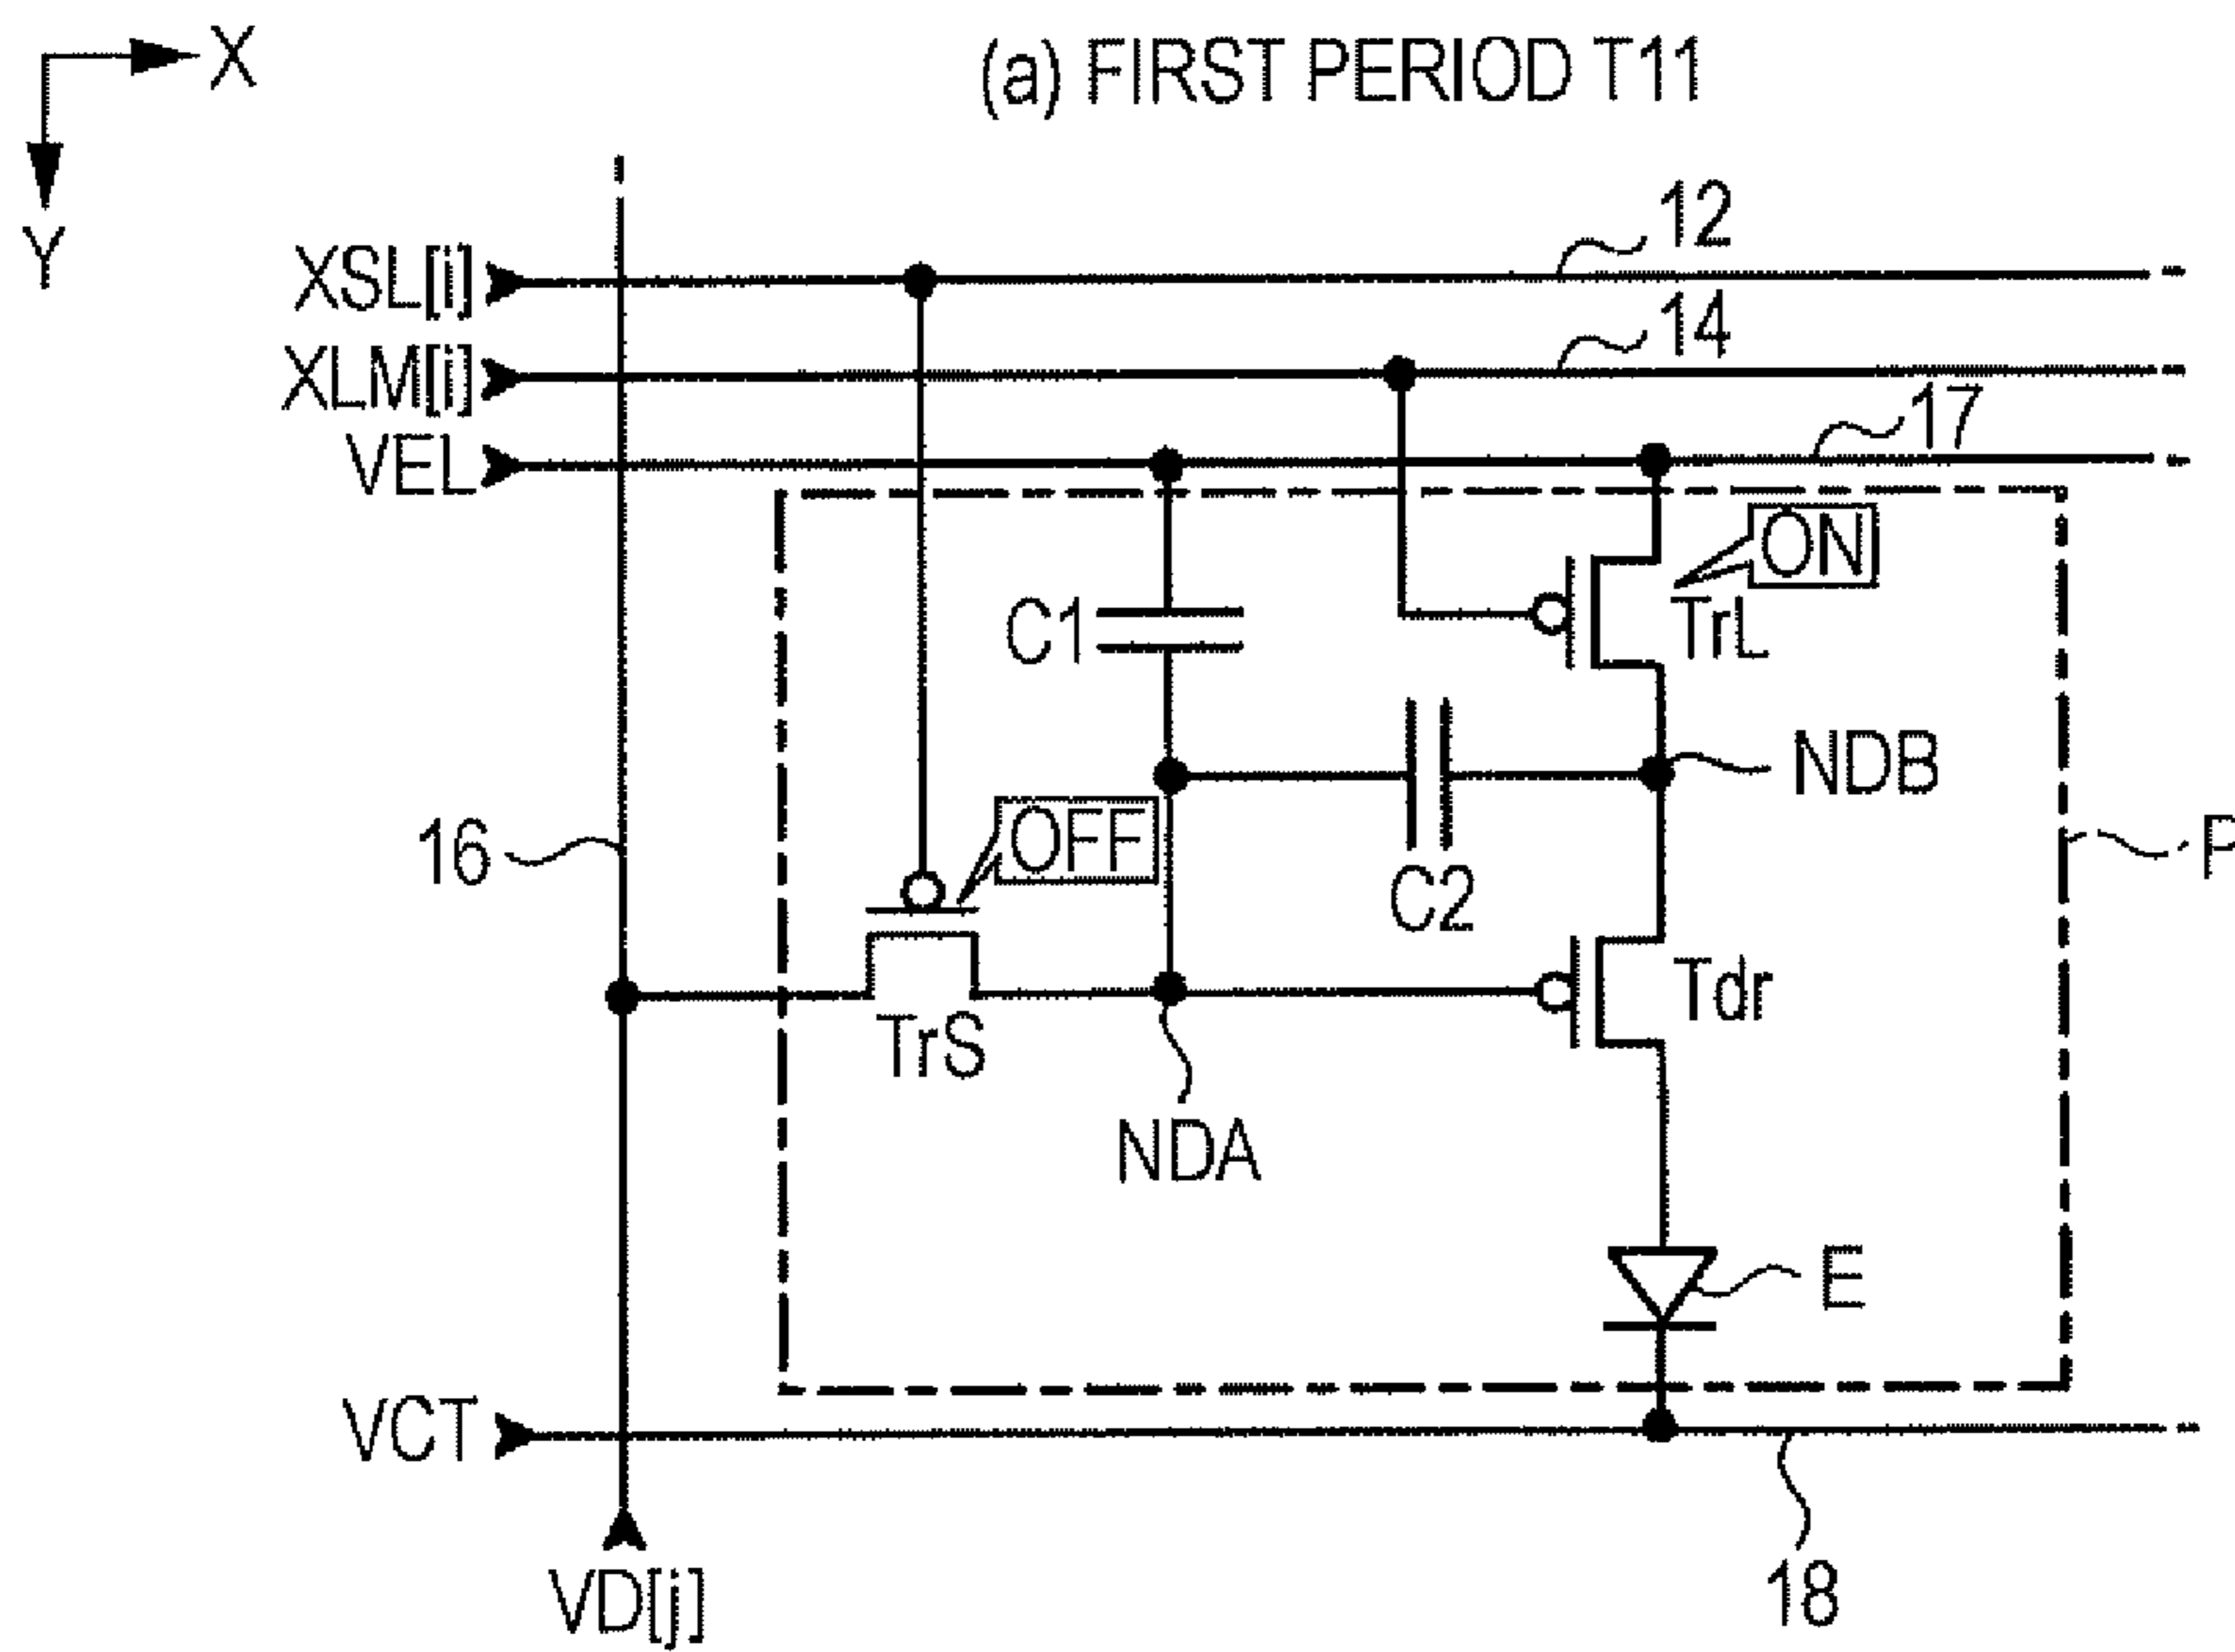 X
(a) FIRST PERIOD T11
Y
12
XSL[i]
14
XLM[i]
17
VEL
ON
C1
TrL
NDB
OFF
16
P
C2
Tdr
TrS
NDA
E
VCT
18
VD[j]